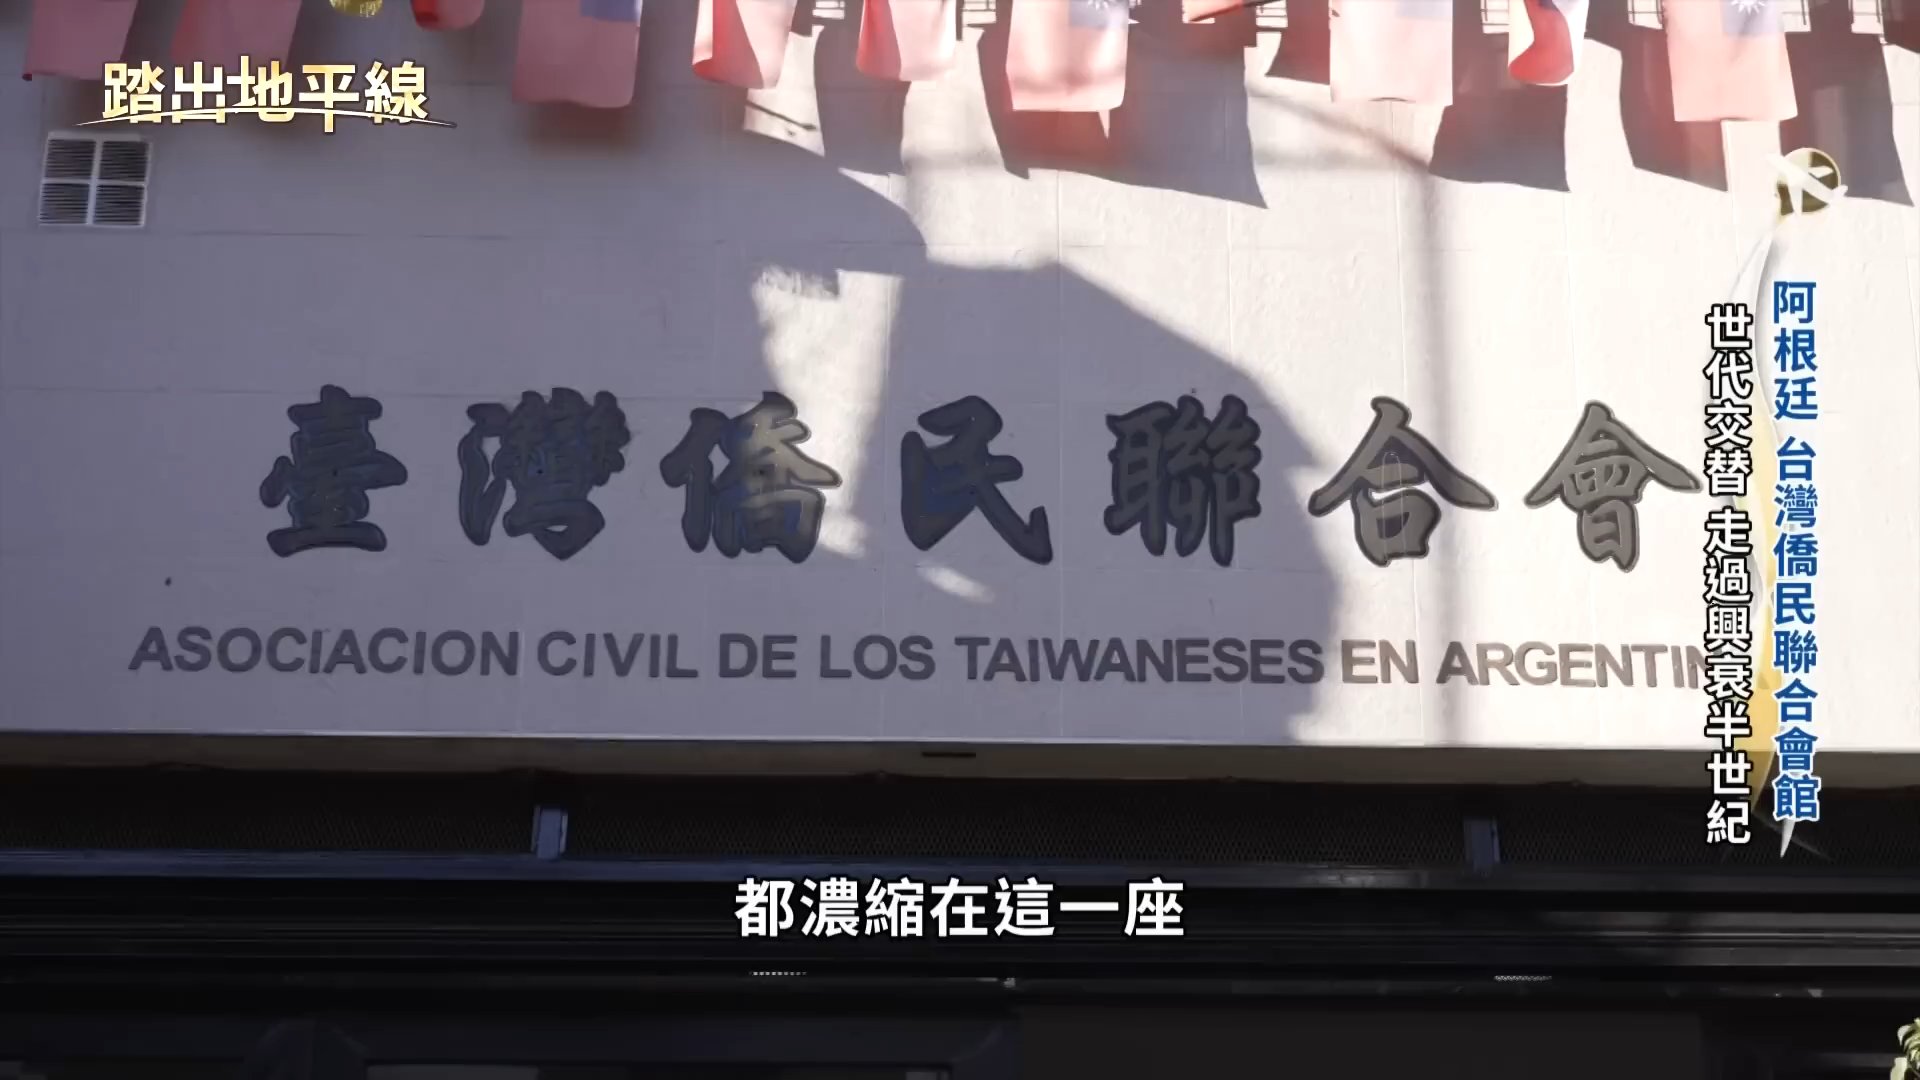 踏出地平線
阿根廷 台灣僑民聯合會館
世代交替 走過興衰半世紀
臺灣僑民聯合會
ASOCIACION CIVIL DE LOS TAIWANESES EN ARGENTIN
都濃縮在這一座